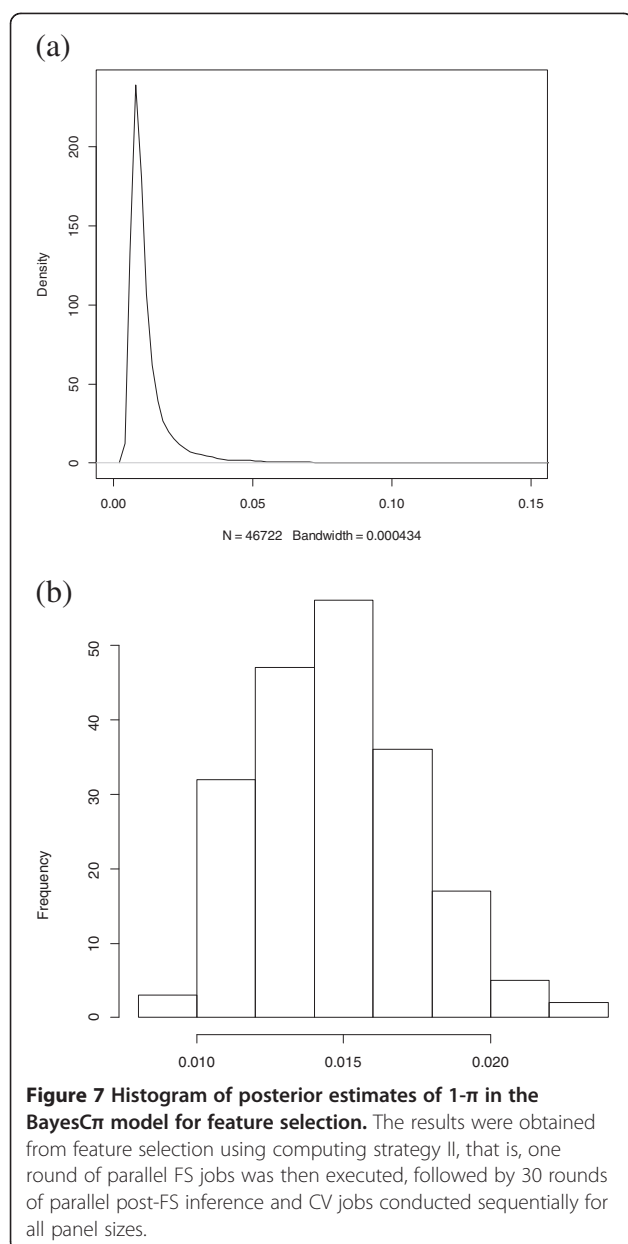 (a)
Density
200
150
100
50
0
0.00 0.05 0.10 0.15
N = 46722 Bandwidth = 0.000434
(b)
Frequency
50
40
30
20
10
0
0.010 0.015 0.020
Figure 7 Histogram of posterior estimates of 1-π in the
BayesCπ model for feature selection. The results were obtained
from feature selection using computing strategy II, that is, one
round of parallel FS jobs was then executed, followed by 30 rounds
of parallel post-FS inference and CV jobs conducted sequentially for
all panel sizes.